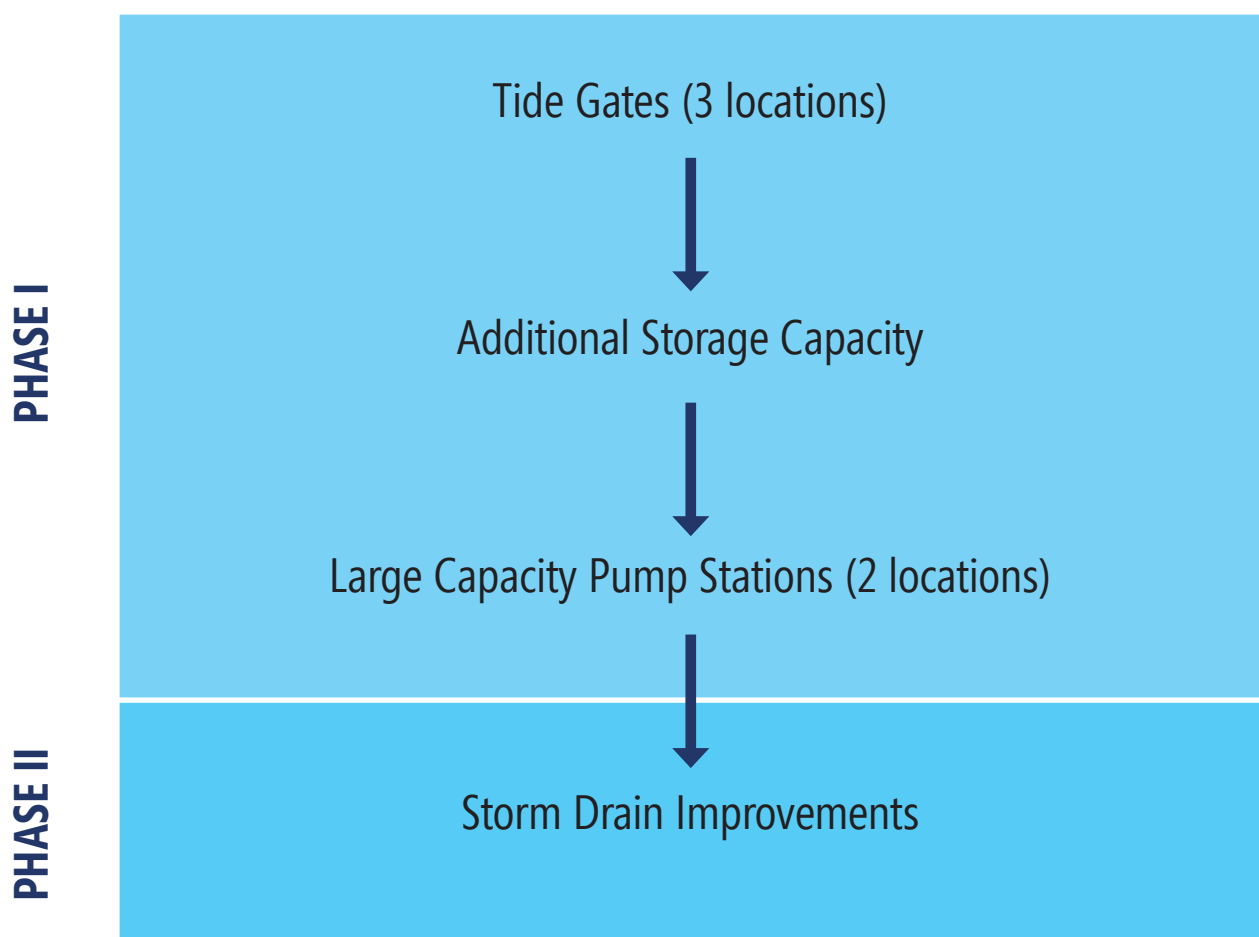 PHASE I
Tide Gates (3 locations)
Additional Storage Capacity
Large Capacity Pump Stations (2 locations)
PHASE II
Storm Drain Improvements